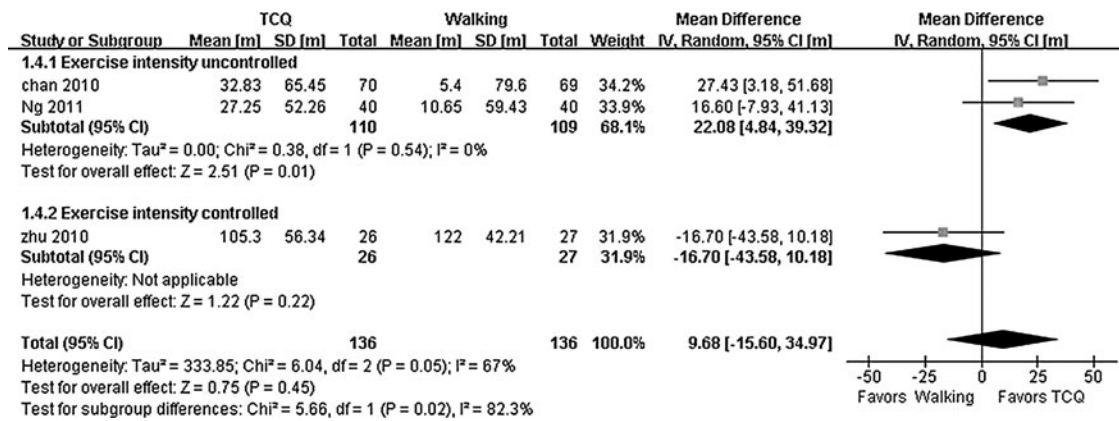 TCQ Walking Mean Difference Mean Difference
Study or Subgroup Mean [m] SD [m] Total Mean [m] SD [m] Total Weight IV, Random, 95% CI [m] IV, Random, 95% CI [m]
1.4.1 Exercise intensity uncontrolled
chan 2010 32.83 65.45 70 5.4 79.6 69 34.2% 27.43 [3.18, 51.68]
Ng 2011 27.25 52.26 40 10.65 59.43 40 33.9% 16.60 [-7.93, 41.13]
Subtotal (95% CI) 110 109 68.1% 22.08 [4.84, 39.32]
Heterogeneity: Tau² = 0.00; Chi² = 0.38, df = 1 (P = 0.54); I² = 0%
Test for overall effect: Z = 2.51 (P = 0.01)
1.4.2 Exercise intensity controlled
zhu 2010 105.3 56.34 26 122 42.21 27 31.9% -16.70 [-43.58, 10.18]
Subtotal (95% CI) 26 27 31.9% -16.70 [-43.58, 10.18]
Heterogeneity: Not applicable
Test for overall effect: Z = 1.22 (P = 0.22)
Total (95% CI) 136 136 100.0% 9.68 [-15.60, 34.97]
Heterogeneity: Tau² = 333.85; Chi² = 6.04, df = 2 (P = 0.05); I² = 67%
Test for overall effect: Z = 0.75 (P = 0.45)
Test for subgroup differences: Chi² = 5.66, df = 1 (P = 0.02), I² = 82.3%
-50 -25 0 25 50
Favors Walking Favors TCQ